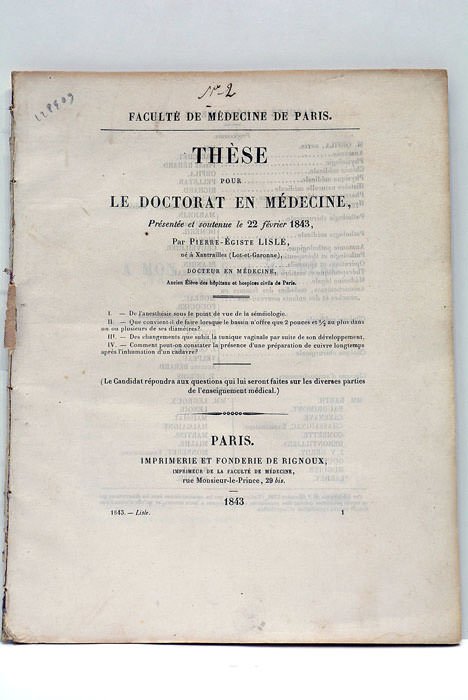 N° 2
FACULTÉ DE MÉDECINE DE PARIS.
THÈSE
POUR
LE DOCTORAT EN MÉDECINE,
Présentée et soutenue le 22 février 1843,
Par PIERRE-ÉGISTE LISLE,
né à Xantrailles (Lot-et-Garonne),
DOCTEUR EN MÉDECINE,
Ancien Élève des hôpitaux et hospices civils de Paris.
I. — De l'anesthésie sous le point de vue de la séméiologie.
II. — Que convient-il de faire lorsque le bassin n'offre que 2 pouces et ½ au plus dans
un ou plusieurs de ses diamètres?
III. — Des changements que subit la tunique vaginale par suite de son développement.
IV. — Comment peut-on constater la présence d'une préparation de cuivre longtemps
après l'inhumation d'un cadavre?
(Le Candidat répondra aux questions qui lui seront faites sur les diverses parties
de l'enseignement médical.)
PARIS.
IMPRIMERIE ET FONDERIE DE RIGNOUX,
IMPRIMEUR DE LA FACULTÉ DE MÉDECINE,
rue Monsieur-le-Prince, 29 bis.
1843
1843. — Lisle. 1